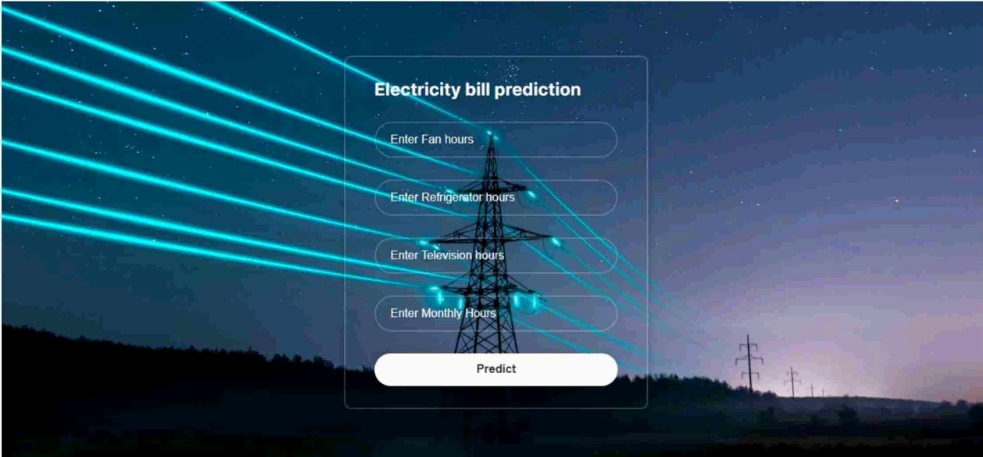 Electricity bill prediction
Enter Fan hours
Enter Refrigerator hours
Enter Television hours
Enter Monthly Hours
Predict